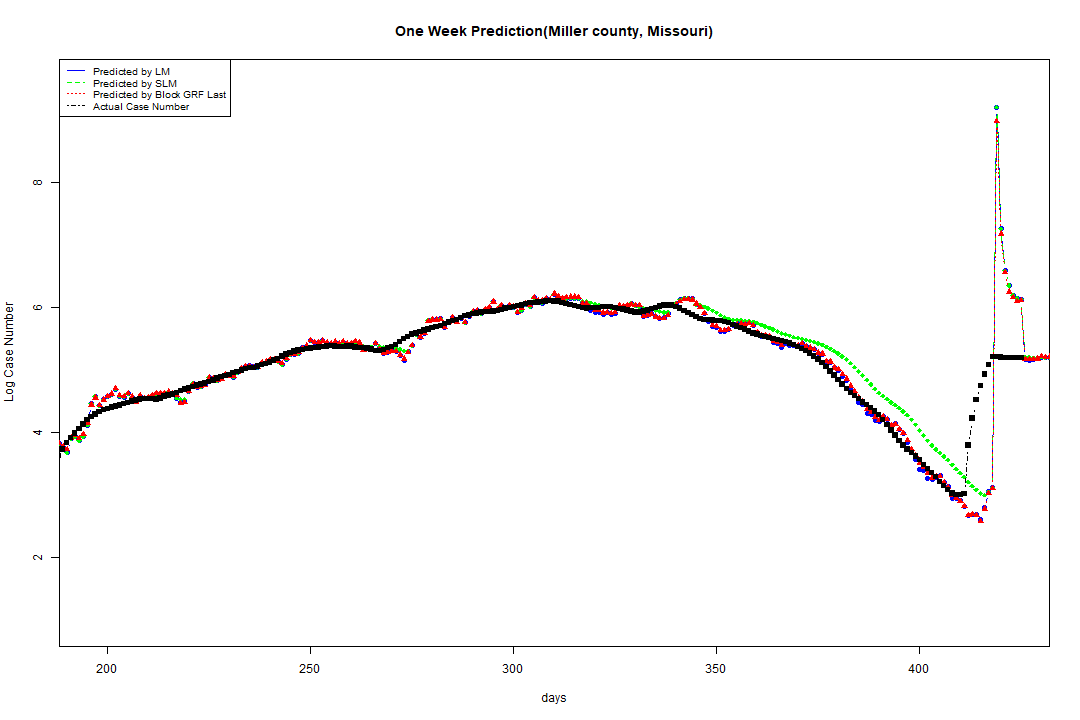 One Week Prediction(Miller county, Missouri)
Predicted by LM
Predicted by SLM
Predicted by Block GRF Last
Actual Case Number
Log Case Number
8
6
4
2
200 250 300 350 400
days